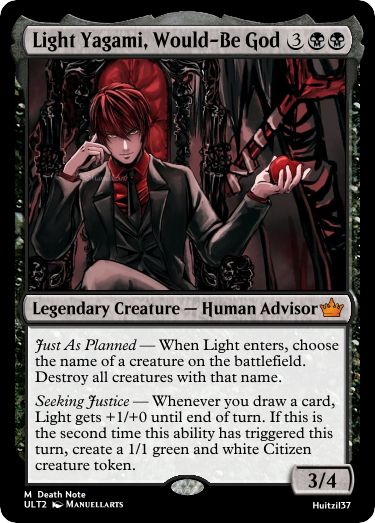 Light Yagami, Would-Be God 3
Legendary Creature — Human Advisor
Just As Planned — When Light enters, choose
the name of a creature on the battlefield.
Destroy all creatures with that name.
Seeking Justice — Whenever you draw a card,
Light gets +1/+0 until end of turn. If this is
the second time this ability has triggered this
turn, create a 1/1 green and white Citizen
creature token.
3/4
M Death Note
ULT2 Manuellarts
Huitzil37